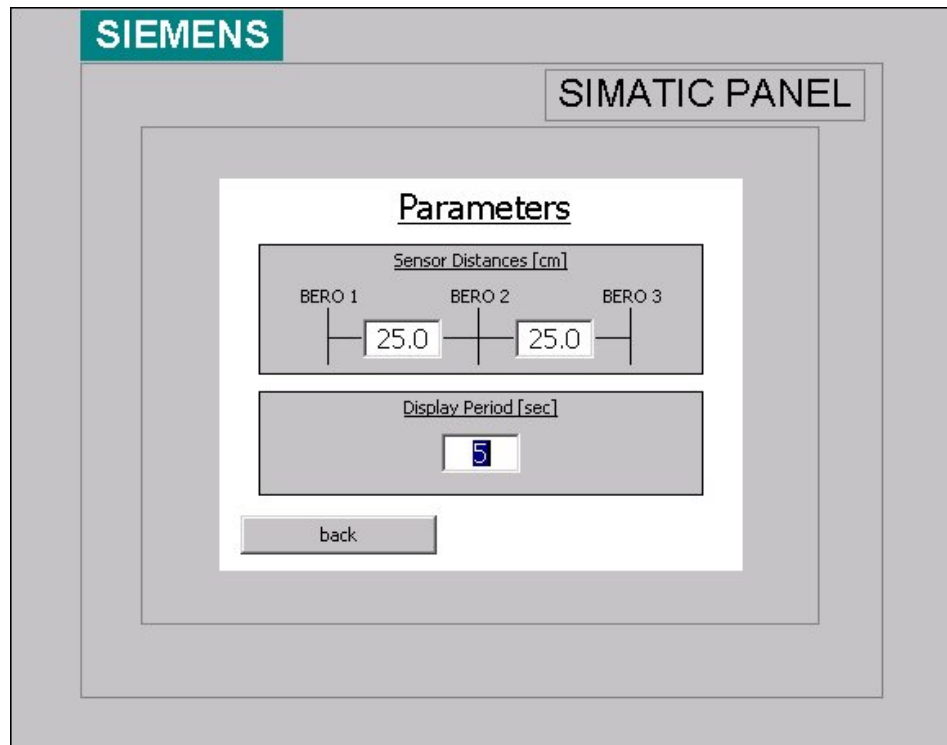 SIEMENS
SIMATIC PANEL
Parameters
Sensor Distances [cm]
BERO 1 BERO 2 BERO 3
25.0 25.0
Display Period [sec]
5
back